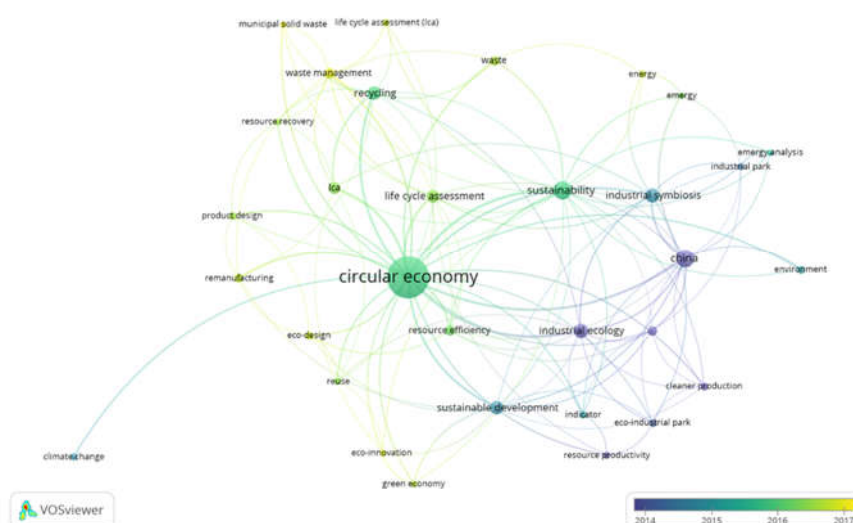 municipal solid waste
life cycle assessment (lca)
waste management
waste
recycling
energy
emergy
resource recovery
emergy analysis
industrial park
lca
life cycle assessment
sustainability
industrial symbiosis
product design
china
circular economy
remanufacturing
environment
eco-design
resource efficiency
industrial ecology
reuse
cleaner production
sustainable development
indicator
eco-industrial park
climate change
eco-innovation
resource productivity
green economy
VOSviewer
2014 2015 2016 2017